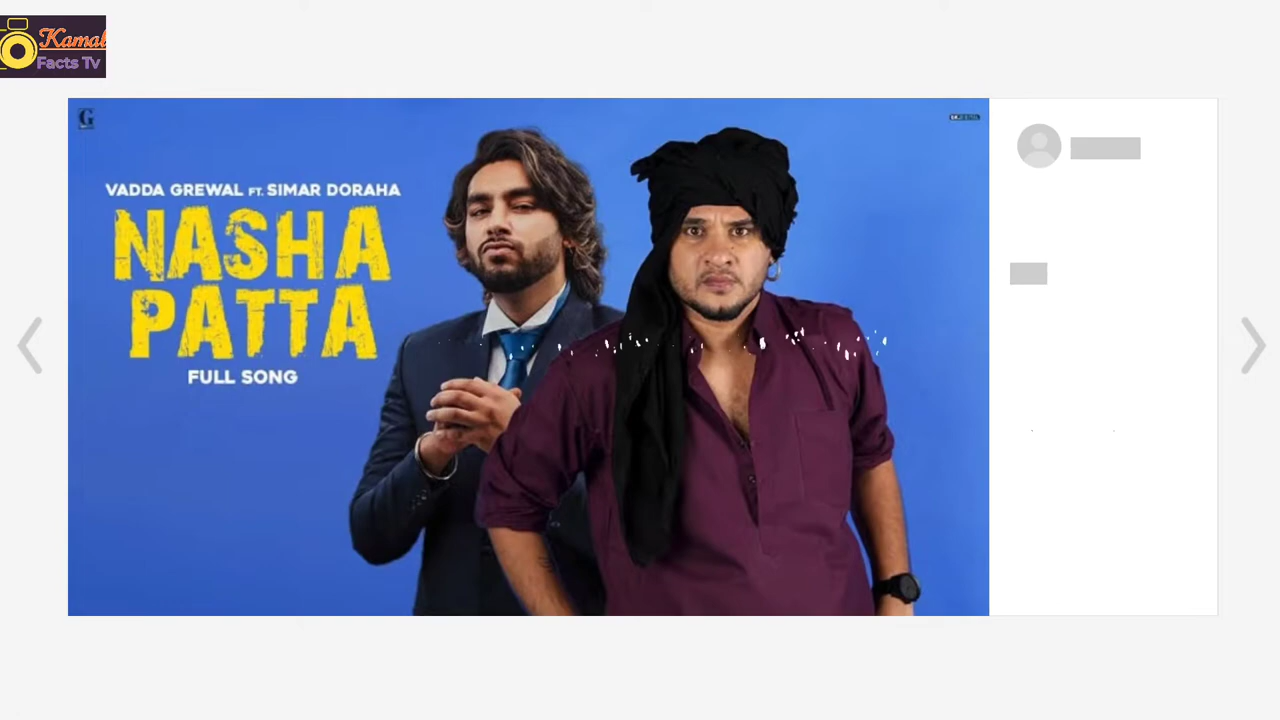 Kamal
Facts Tv
G
VADDA GREWAL FT. SIMAR DORAHA
NASHA
PATTA
FULL SONG